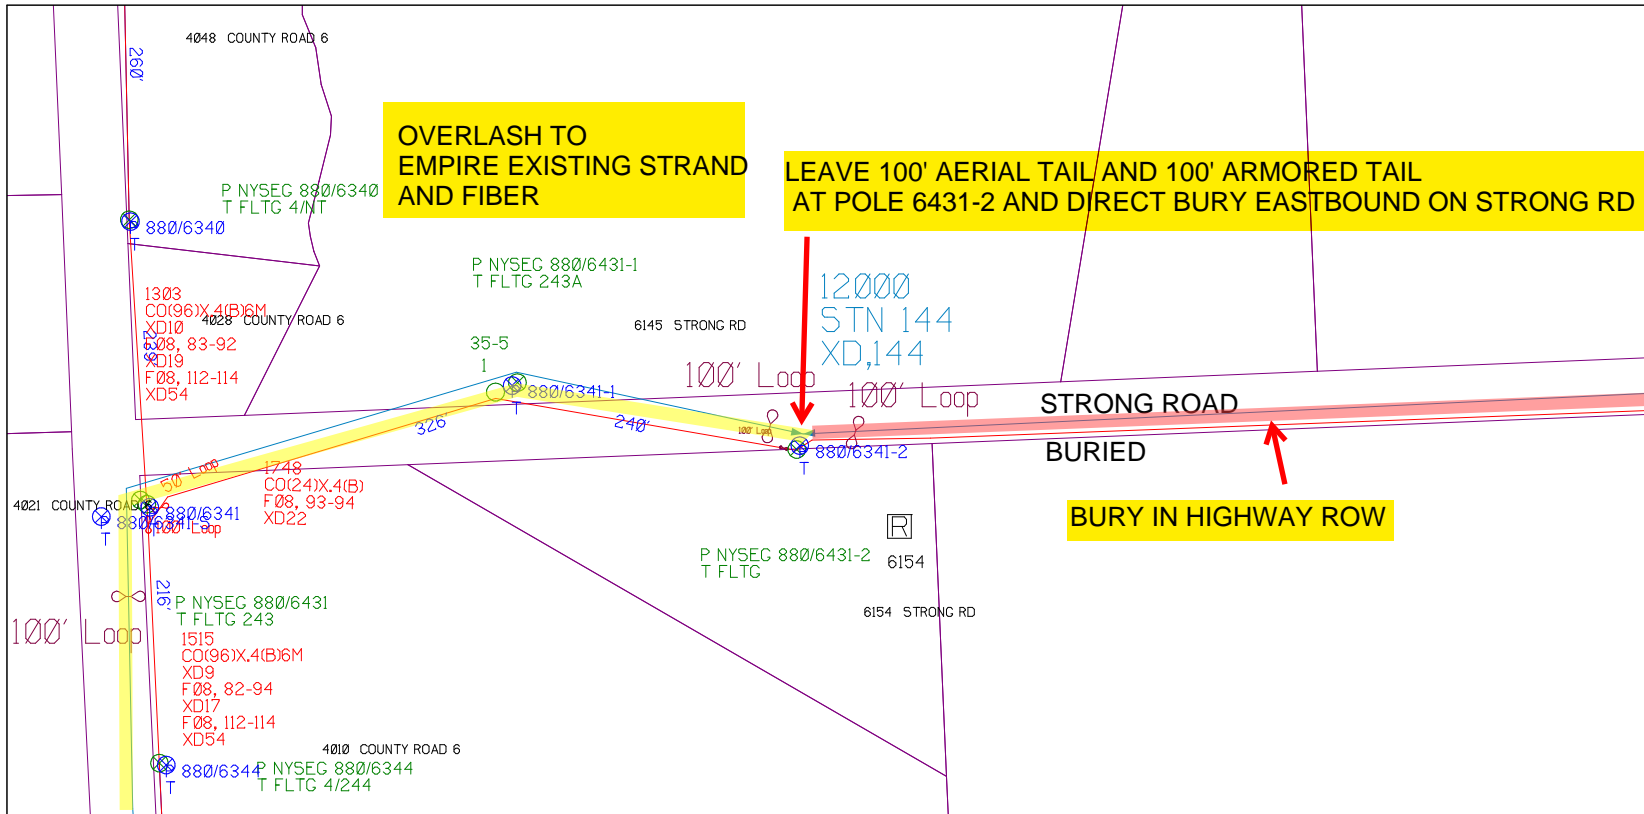 4048 COUNTY ROAD 6
260'
OVERLASH TO
EMPIRE EXISTING STRAND
AND FIBER
LEAVE 100' AERIAL TAIL AND 100' ARMORED TAIL
AT POLE 6431-2 AND DIRECT BURY EASTBOUND ON STRONG RD
P NYSEG 880/6340
T FLTG 4/NT
880/6340
T
P NYSEG 880/6431-1
T FLTG 243A
12000
STN 144
XD,144
1303
CO(96)X.4(B)6M
XD10
F08, 83-92
XD19
F08, 112-114
XD54
239'
4028 COUNTY ROAD 6
6145 STRONG RD
35-5
1
880/6341-1
T
100' Loop
100' Loop
STRONG ROAD
326'
240'
100' Loop
880/6341-2
T
BURIED
50' Loop
1748
CO(24)X.4(B)
F08, 93-94
XD22
4021 COUNTY ROAD 6
880/6341
T
880/6341-S
T
100' Loop
BURY IN HIGHWAY ROW
R
6154
P NYSEG 880/6431-2
T FLTG
6154 STRONG RD
216'
P NYSEG 880/6431
T FLTG 243
100' Loop
1515
CO(96)X.4(B)6M
XD9
F08, 82-94
XD17
F08, 112-114
XD54
4010 COUNTY ROAD 6
880/6344
T
P NYSEG 880/6344
T FLTG 4/244